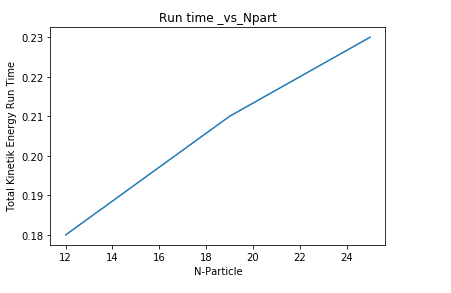 Run time _vs_Npart
Total Kinetik Energy Run Time
0.23
0.22
0.21
0.20
0.19
0.18
12 14 16 18 20 22 24
N-Particle